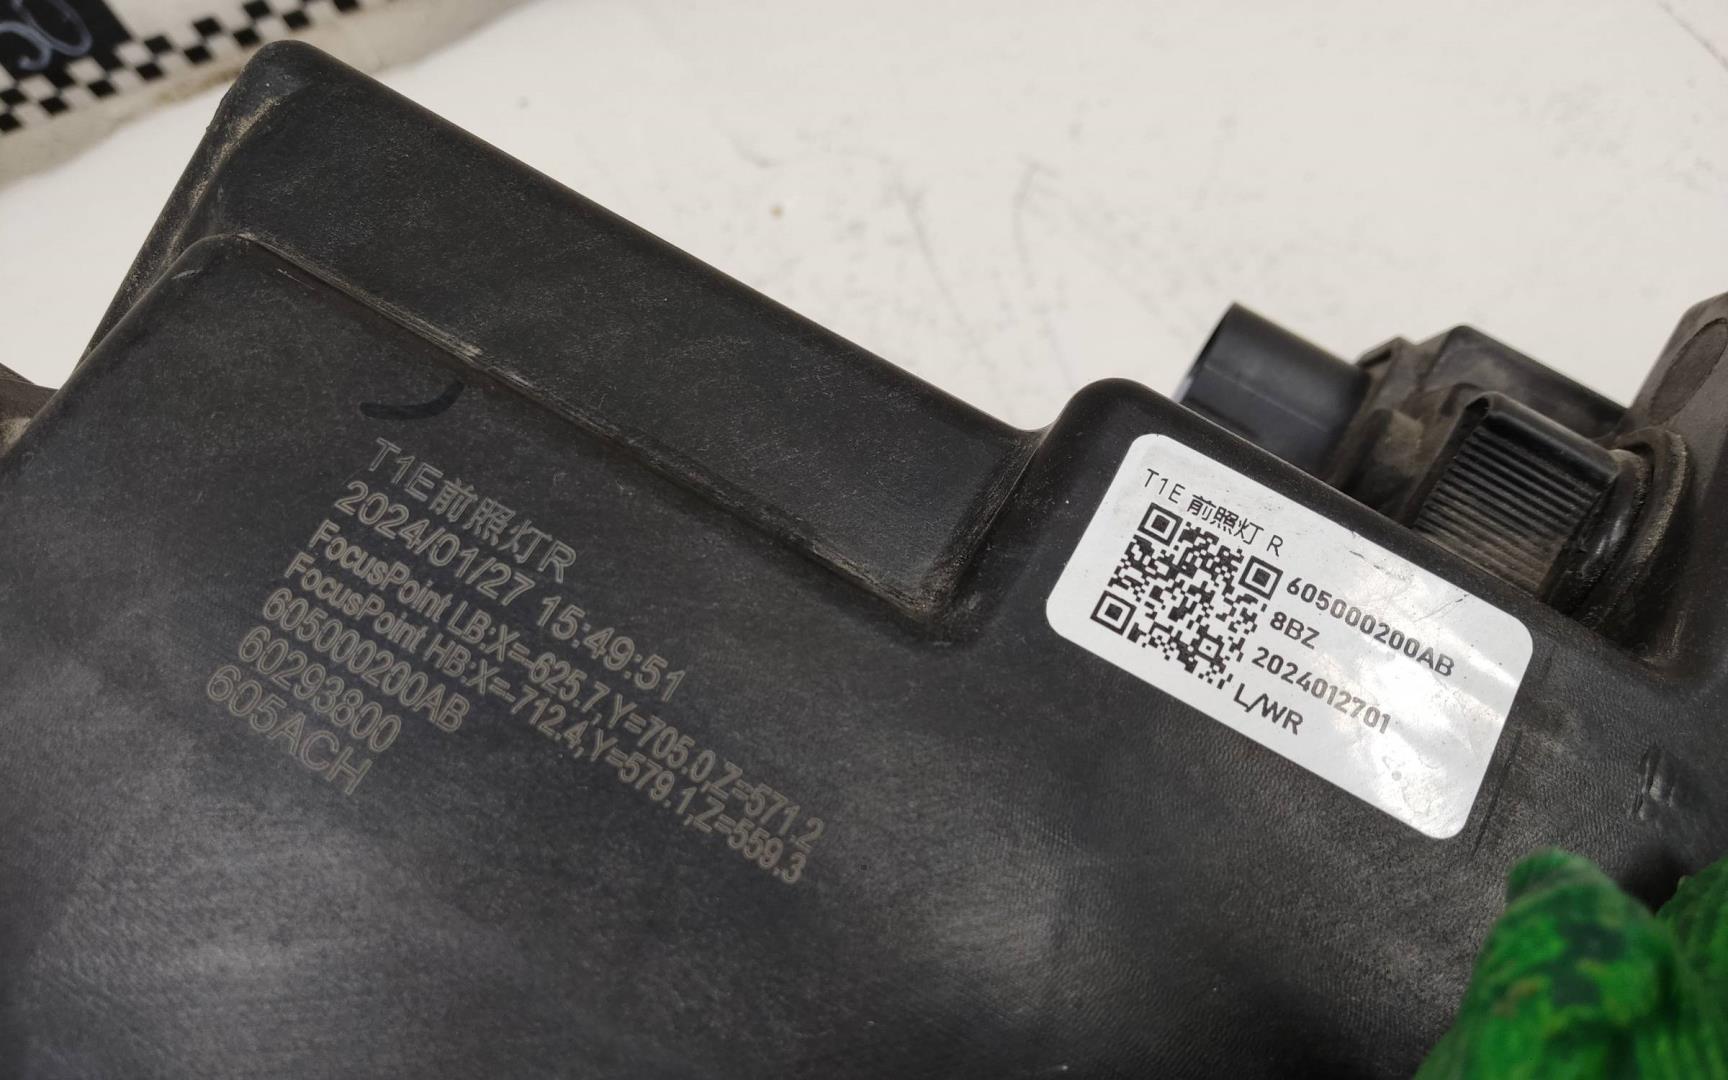 T1E前照灯R
2024/01/27 15:49:51
FocusPoint LB:X=-625.7,Y=705.0,Z=571.2
FocusPoint HB:X=-712.4,Y=579.1,Z=559.3
605000200AB
60293800
605ACH
T1E 前照灯 R
605000200AB
8BZ
2024012701
L/WR